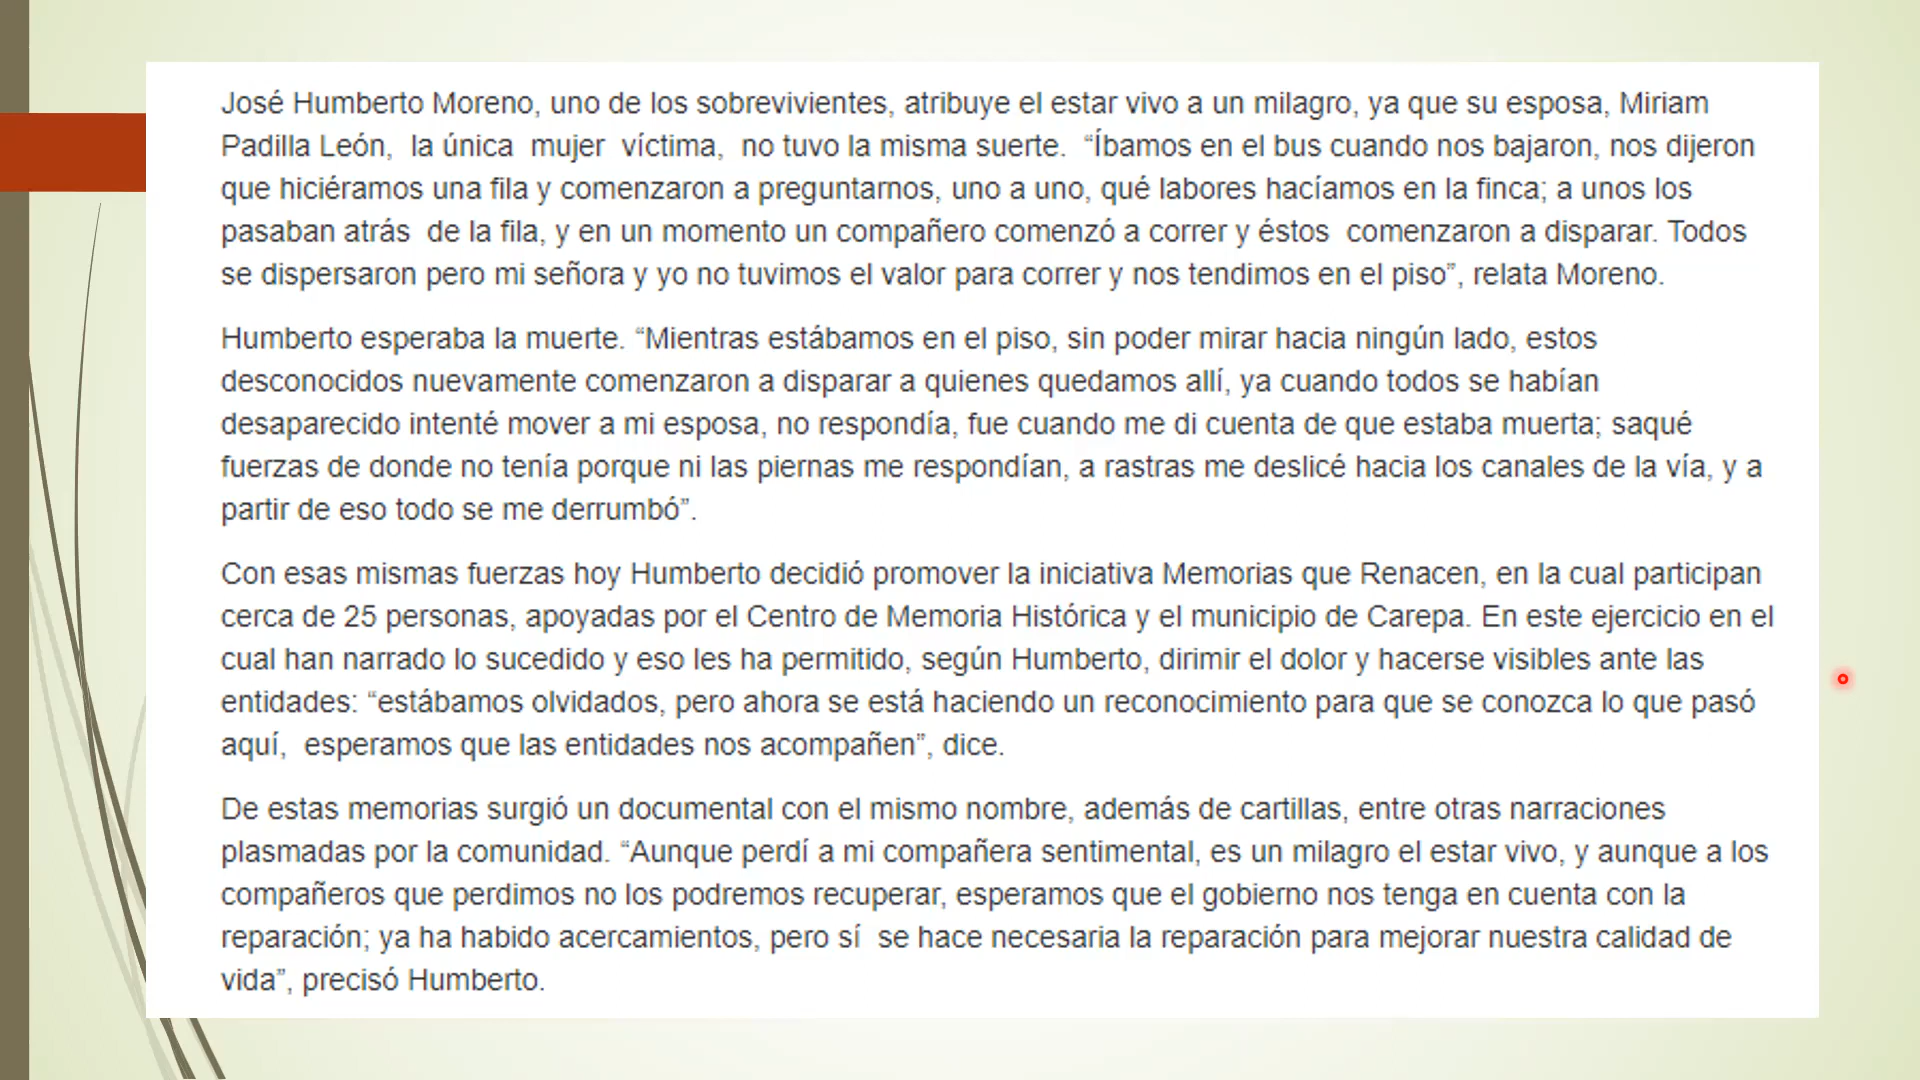 José Humberto Moreno, uno de los sobrevivientes, atribuye el estar vivo a un milagro, ya que su esposa, Miriam
Padilla León,  la única  mujer  víctima,  no tuvo la misma suerte.  “Íbamos en el bus cuando nos bajaron, nos dijeron
que hiciéramos una fila y comenzaron a preguntarnos, uno a uno, qué labores hacíamos en la finca; a unos los
pasaban atrás  de la fila, y en un momento un compañero comenzó a correr y éstos  comenzaron a disparar. Todos
se dispersaron pero mi señora y yo no tuvimos el valor para correr y nos tendimos en el piso”, relata Moreno.
Humberto esperaba la muerte. “Mientras estábamos en el piso, sin poder mirar hacia ningún lado, estos
desconocidos nuevamente comenzaron a disparar a quienes quedamos allí, ya cuando todos se habían
desaparecido intenté mover a mi esposa, no respondía, fue cuando me di cuenta de que estaba muerta; saqué
fuerzas de donde no tenía porque ni las piernas me respondían, a rastras me deslicé hacia los canales de la vía, y a
partir de eso todo se me derrumbó”.
Con esas mismas fuerzas hoy Humberto decidió promover la iniciativa Memorias que Renacen, en la cual participan
cerca de 25 personas, apoyadas por el Centro de Memoria Histórica y el municipio de Carepa. En este ejercicio en el
cual han narrado lo sucedido y eso les ha permitido, según Humberto, dirimir el dolor y hacerse visibles ante las
entidades: “estábamos olvidados, pero ahora se está haciendo un reconocimiento para que se conozca lo que pasó
aquí,  esperamos que las entidades nos acompañen”, dice.
De estas memorias surgió un documental con el mismo nombre, además de cartillas, entre otras narraciones
plasmadas por la comunidad. “Aunque perdí a mi compañera sentimental, es un milagro el estar vivo, y aunque a los
compañeros que perdimos no los podremos recuperar, esperamos que el gobierno nos tenga en cuenta con la
reparación; ya ha habido acercamientos, pero sí  se hace necesaria la reparación para mejorar nuestra calidad de
vida”, precisó Humberto.